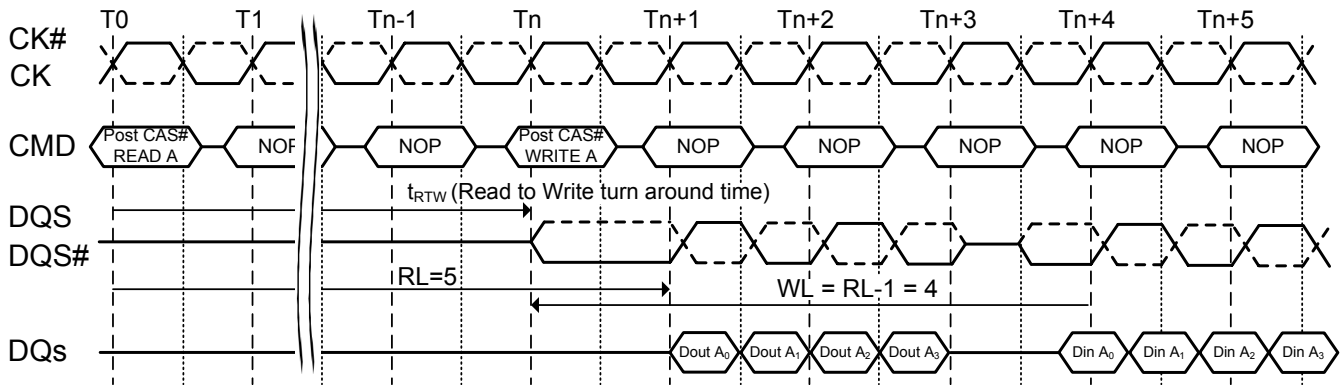 T0 T1 Tn-1 Tn Tn+1 Tn+2 Tn+3 Tn+4 Tn+5
CK#
CK
CMD
Post CAS#
READ A
NOP
NOP
Post CAS#
WRITE A
NOP
NOP
NOP
NOP
NOP
tRTW (Read to Write turn around time)
DQS
DQS#
RL=5
WL = RL-1 = 4
DQs
Dout A0 Dout A1 Dout A2 Dout A3 Din A0 Din A1 Din A2 Din A3